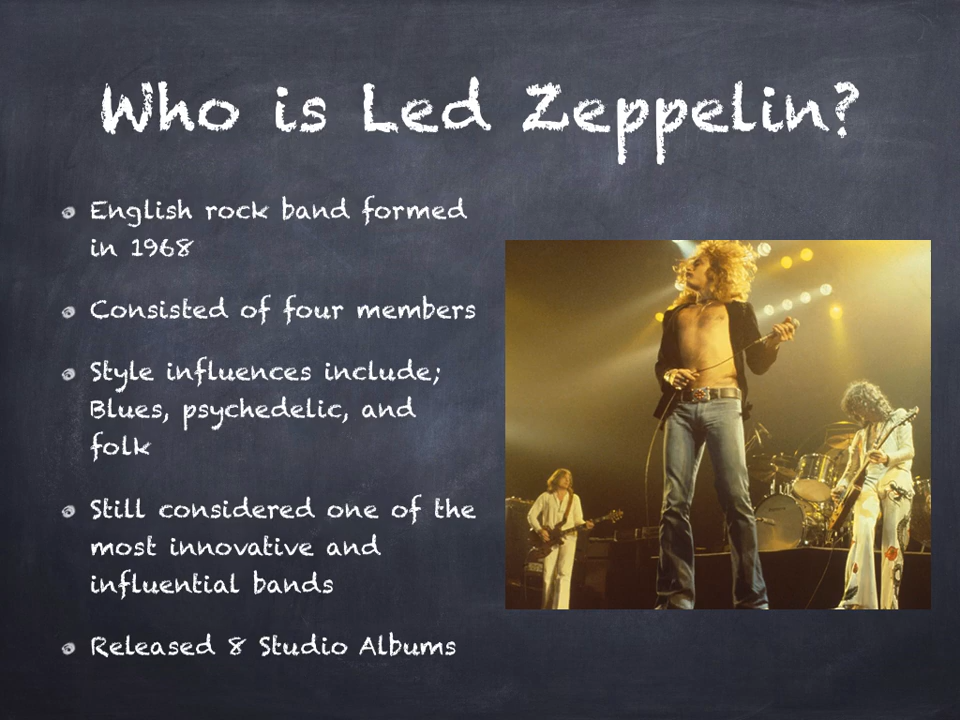 Who is Led Zeppelin?
English rock band formed
in 1968
Consisted of four members
Style influences include;
Blues, psychedelic, and
folk
Still considered one of the
most innovative and
influential bands
Released 8 Studio Albums